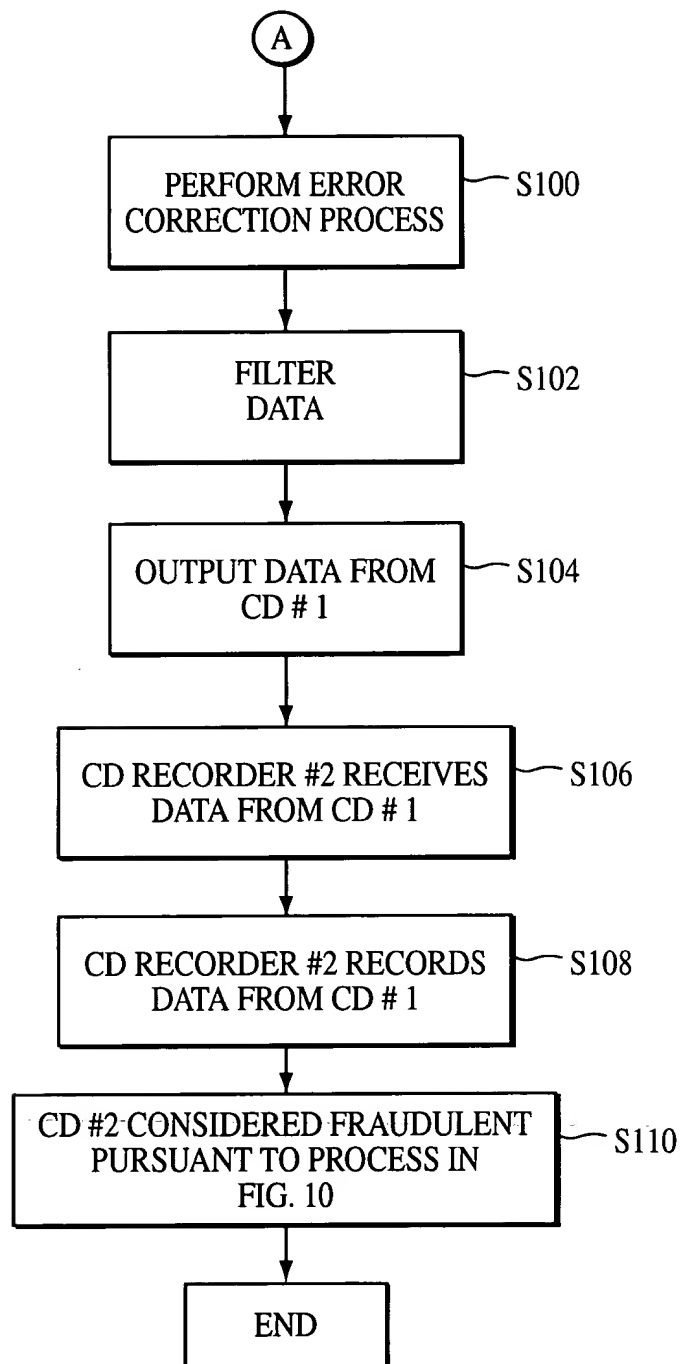 A
PERFORM ERROR
CORRECTION PROCESS
S100
FILTER
DATA
S102
OUTPUT DATA FROM
CD # 1
S104
CD RECORDER #2 RECEIVES
DATA FROM CD # 1
S106
CD RECORDER #2 RECORDS
DATA FROM CD # 1
S108
CD #2 CONSIDERED FRAUDULENT
PURSUANT TO PROCESS IN
FIG. 10
S110
END